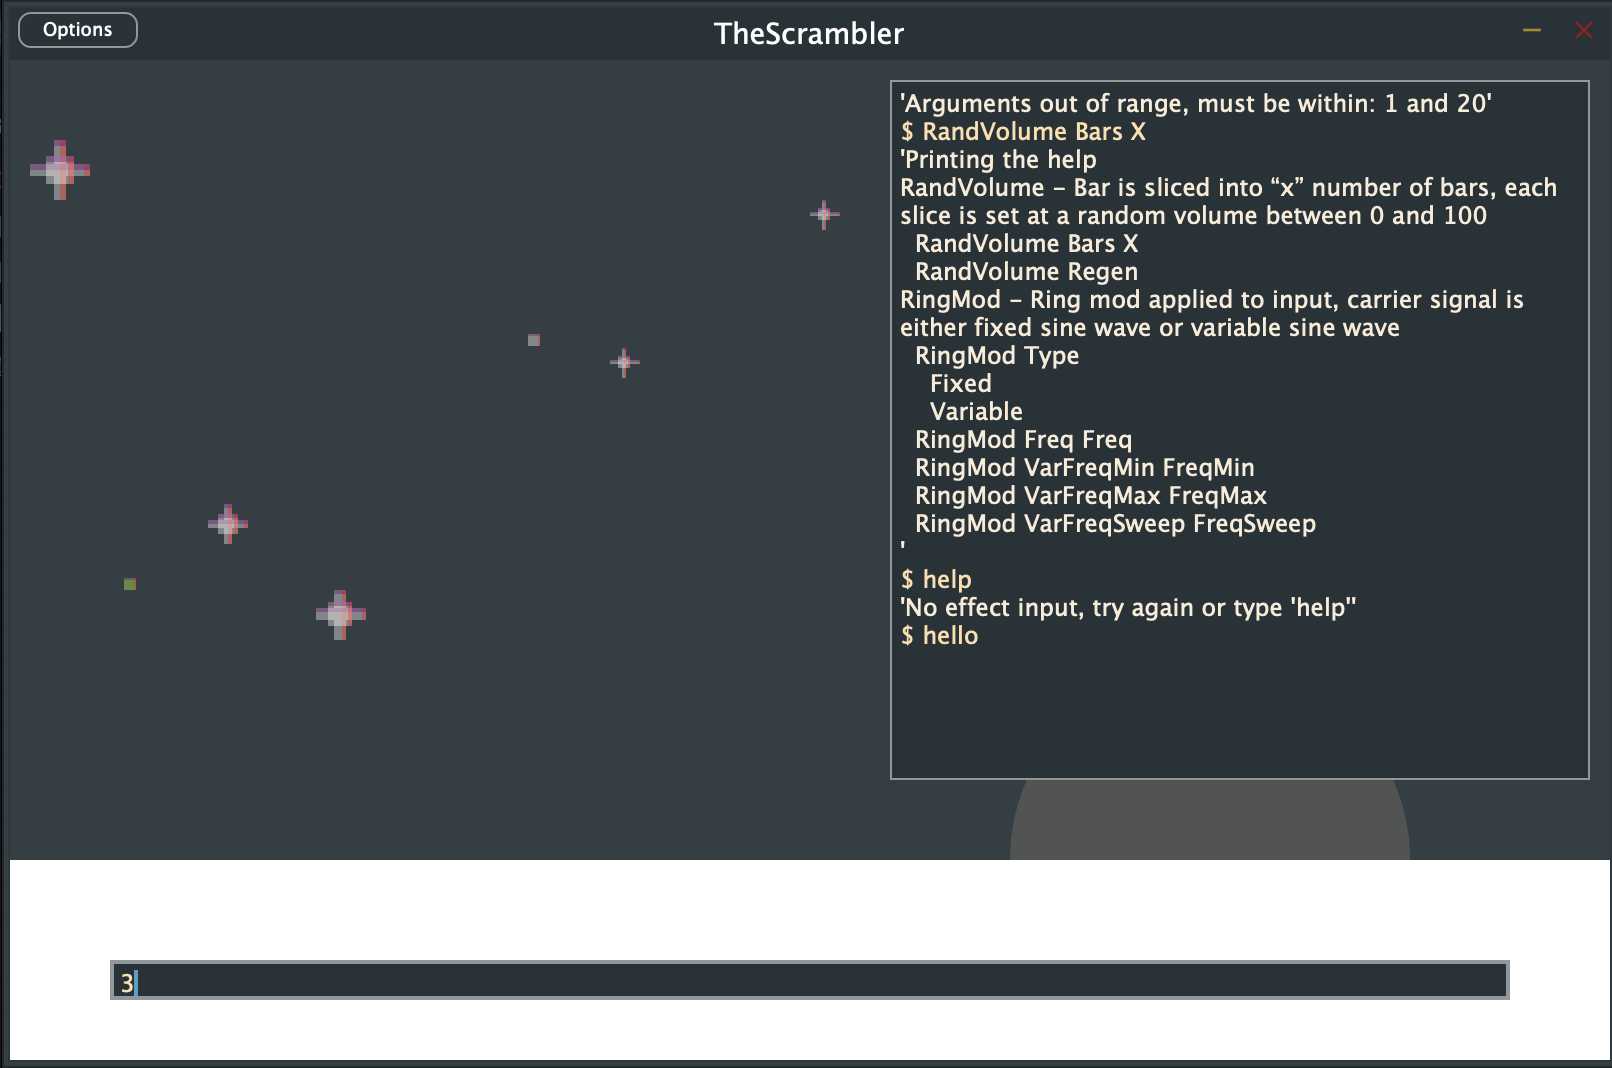 Options
TheScrambler
'Arguments out of range, must be within: 1 and 20'
$ RandVolume Bars X
'Printing the help
RandVolume – Bar is sliced into “x” number of bars, each
slice is set at a random volume between 0 and 100
RandVolume Bars X
RandVolume Regen
RingMod – Ring mod applied to input, carrier signal is
either fixed sine wave or variable sine wave
RingMod Type
Fixed
Variable
RingMod Freq Freq
RingMod VarFreqMin FreqMin
RingMod VarFreqMax FreqMax
RingMod VarFreqSweep FreqSweep
'
$ help
'No effect input, try again or type 'help''
$ hello
3